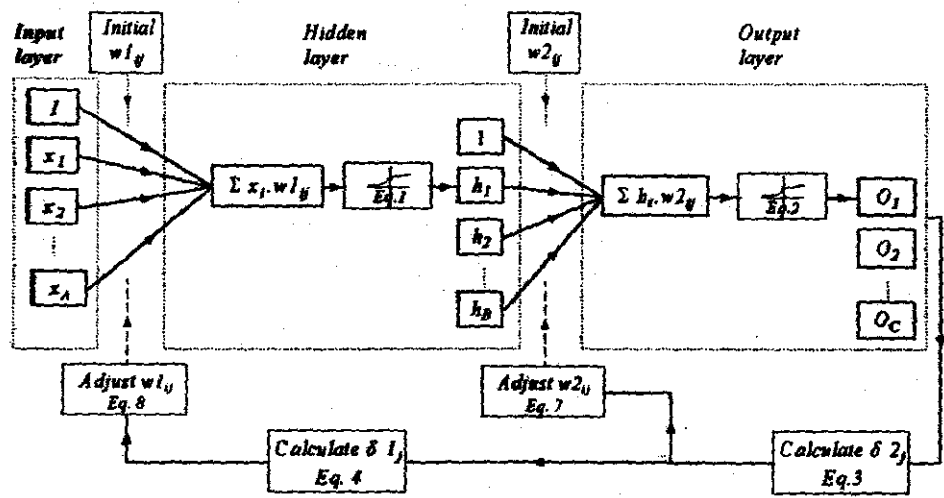 Input
layer
Initial
w1ij
Hidden
layer
Initial
w2ij
Output
layer
1
x1
x2
xA
Σ xi.w1ij
Eq.1
1
h1
h2
hB
Σ hi.w2ij
Eq.2
O1
O2
OC
Adjust w1ij
Eq. 8
Adjust w2ij
Eq. 7
Calculate δ 1j
Eq. 4
Calculate δ 2j
Eq.3